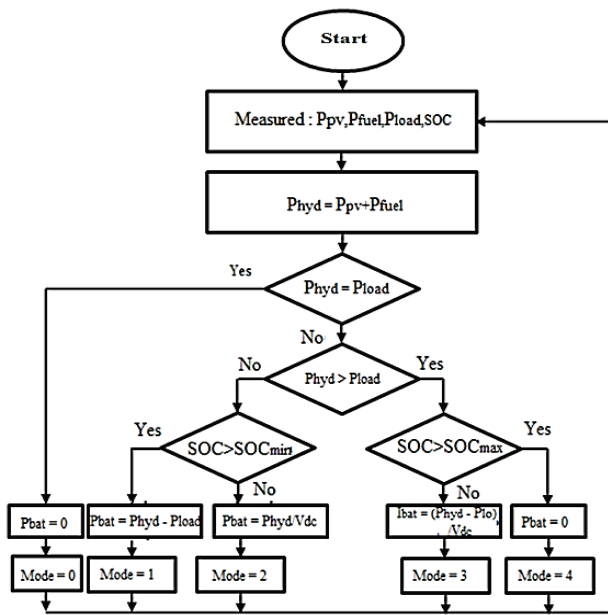 Start
Measured : Ppv,Pfuel,Pload,SOC
Phyd = Ppv+Pfuel
Yes
Phyd = Pload
No
No
Phyd > Pload
Yes
Yes
SOC>SOCmin
SOC>SOCmax
Yes
No
No
Pbat = 0
Pbat = Phyd - Pload
Pbat = Phyd/Vdc
Ibat = (Phyd - Plo)
/Vdc
Pbat = 0
Mode = 0
Mode = 1
Mode = 2
Mode = 3
Mode = 4